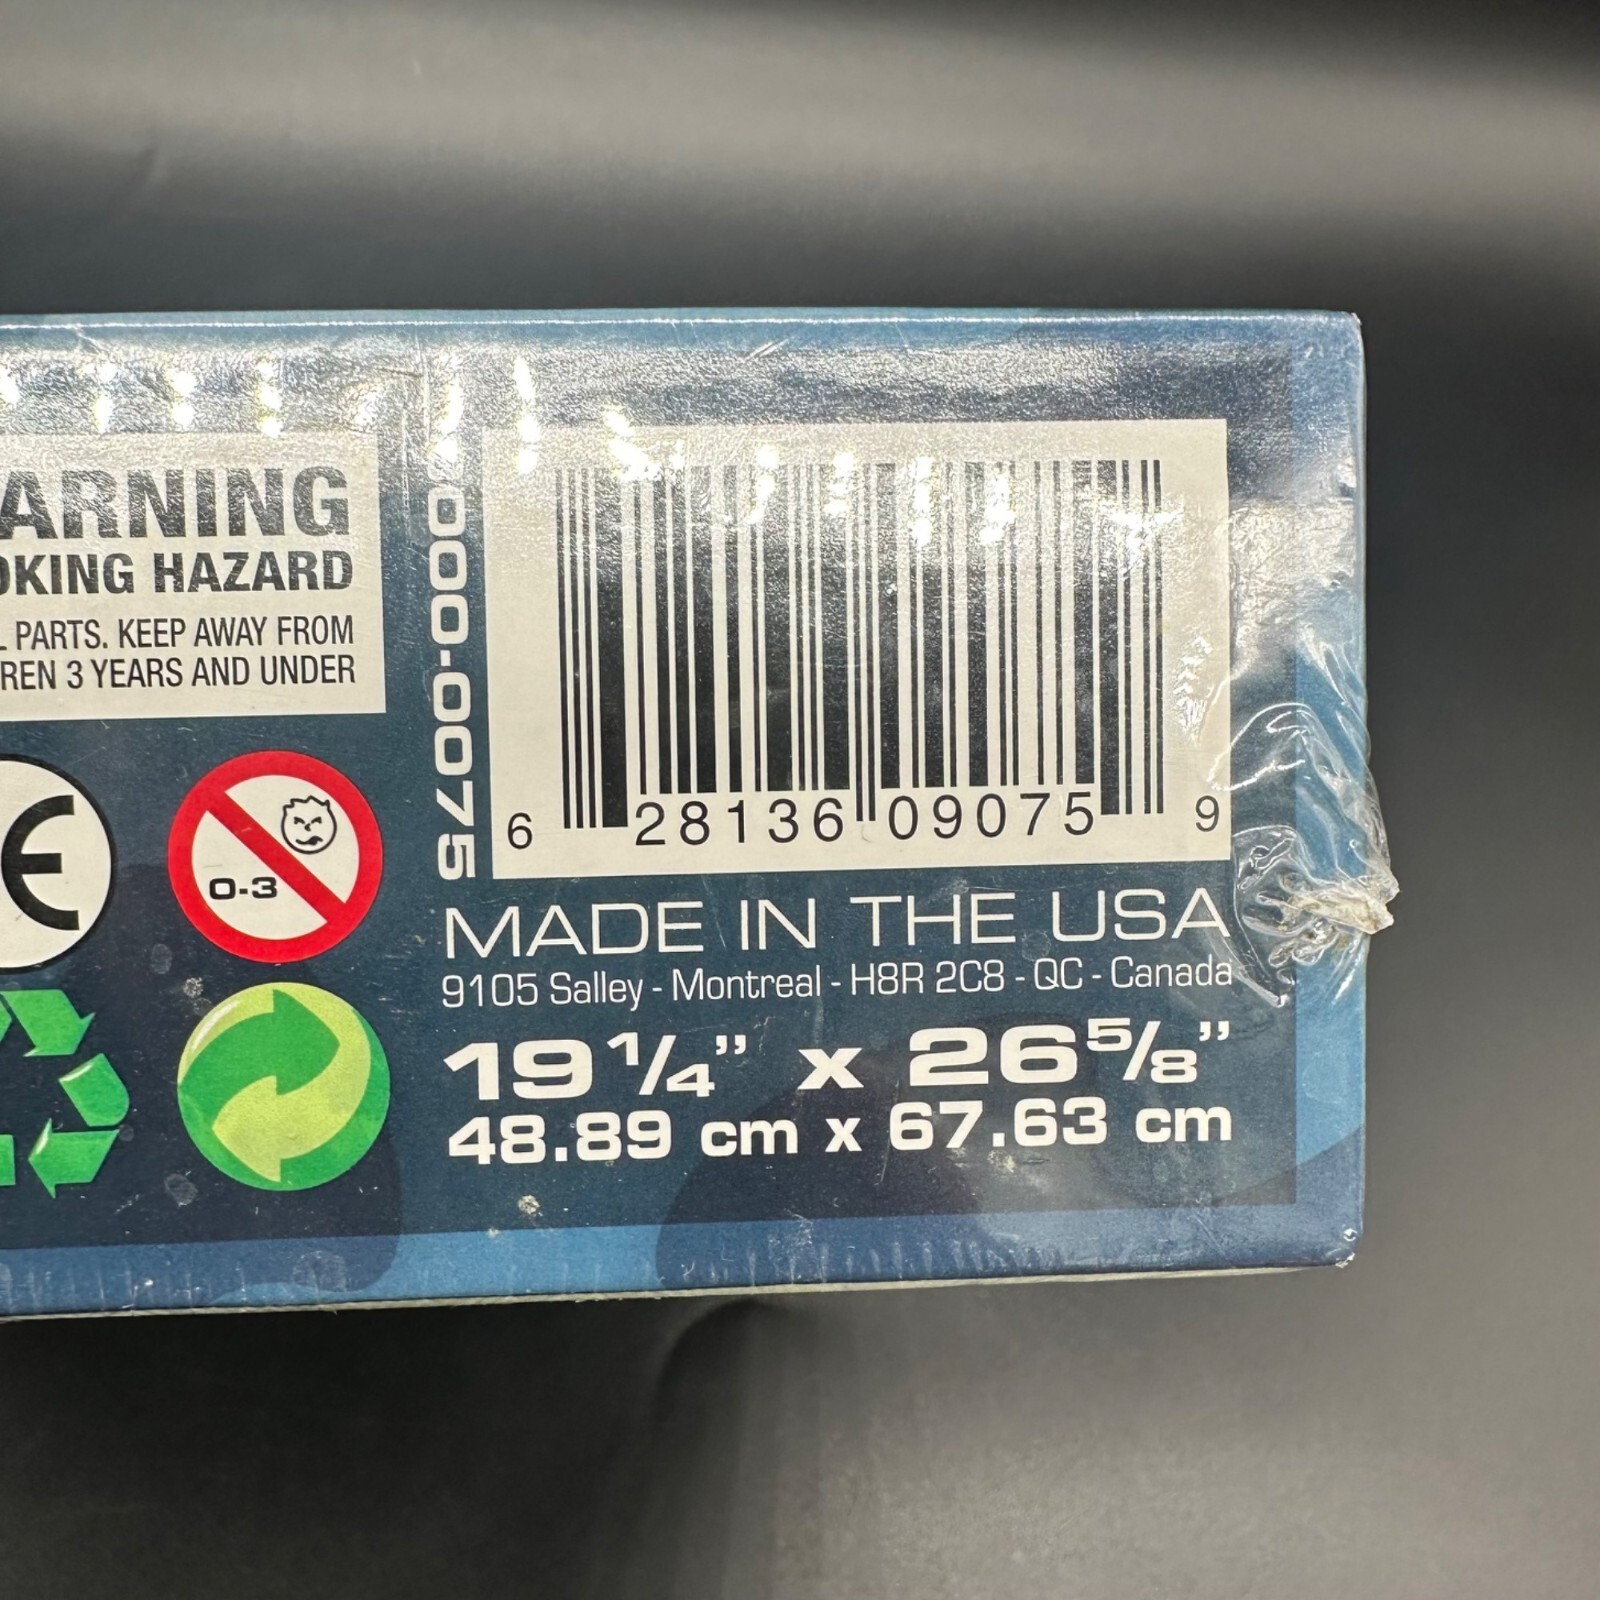 ARNING
OKING HAZARD
PARTS. KEEP AWAY FROM
REN 3 YEARS AND UNDER
CE
0-3
000-0075
6 28136 09075 9
MADE IN THE USA
9105 Salley - Montreal - H8R 2C8 - QC - Canada
19 1/4" x 26 5/8"
48.89 cm x 67.63 cm